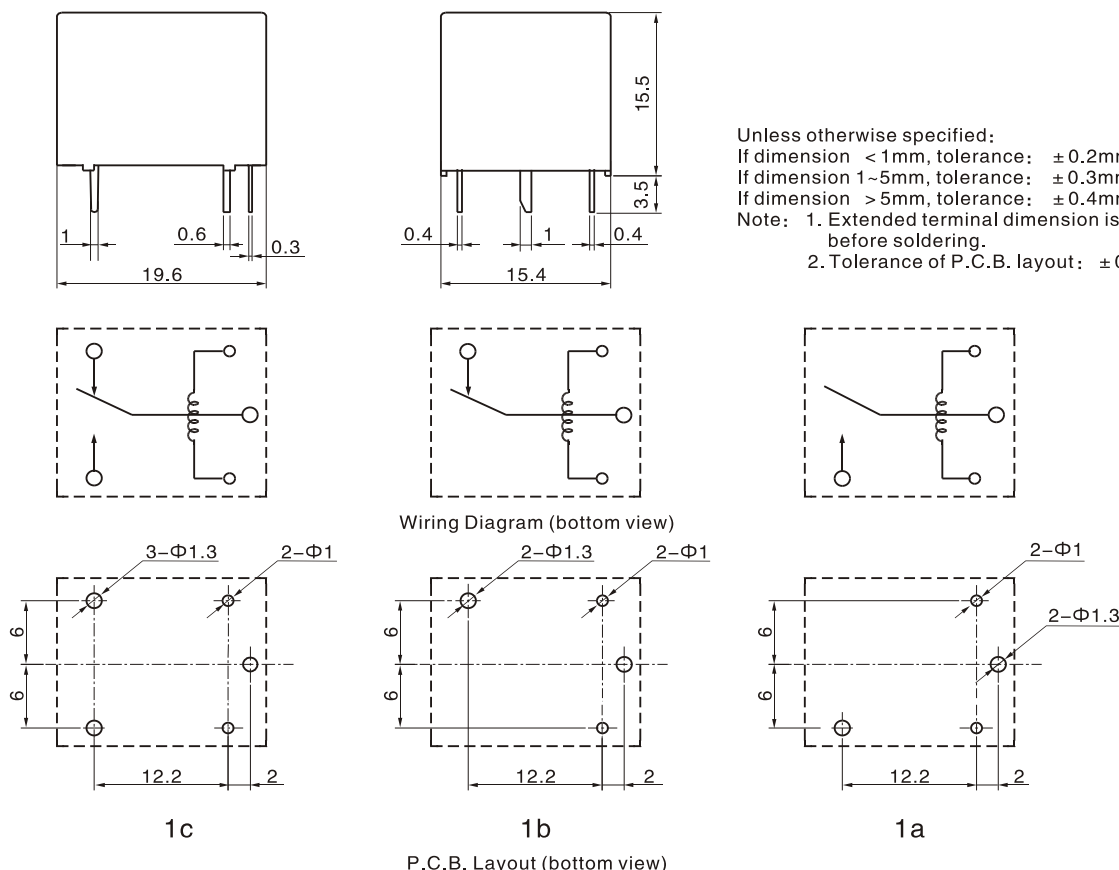 15.5
3.5
1
0.6
0.3
19.6
0.4
1
0.4
15.4
Unless otherwise specified:
If dimension <1mm, tolerance: ±0.2mm
If dimension 1~5mm, tolerance: ±0.3mm
If dimension >5mm, tolerance: ±0.4mm
Note: 1. Extended terminal dimension is
before soldering.
2. Tolerance of P.C.B. layout: ±0
Wiring Diagram (bottom view)
3-Φ1.3
2-Φ1
6
6
12.2
2
2-Φ1.3
2-Φ1
6
6
12.2
2
2-Φ1
2-Φ1.3
6
6
12.2
2
1c
1b
1a
P.C.B. Layout (bottom view)